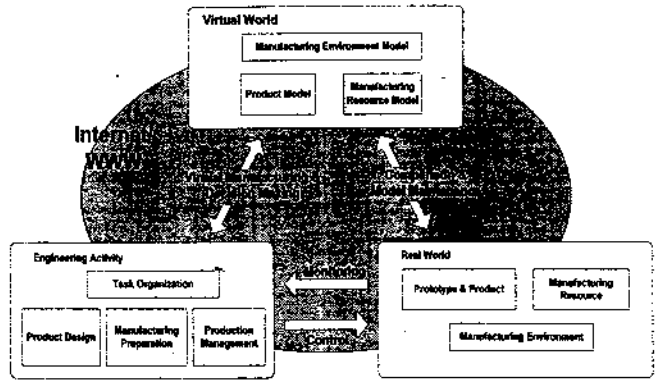 Virtual World
Manufacturing Environment Model
Product Model
Manufacturing
Resource Model
WWW
Engineering Activity
Task Organization
Product Design
Manufacturing
Preparation
Production
Management
Monitoring
Control
Real World
Prototype & Product
Manufacturing
Resource
Manufacturing Environment